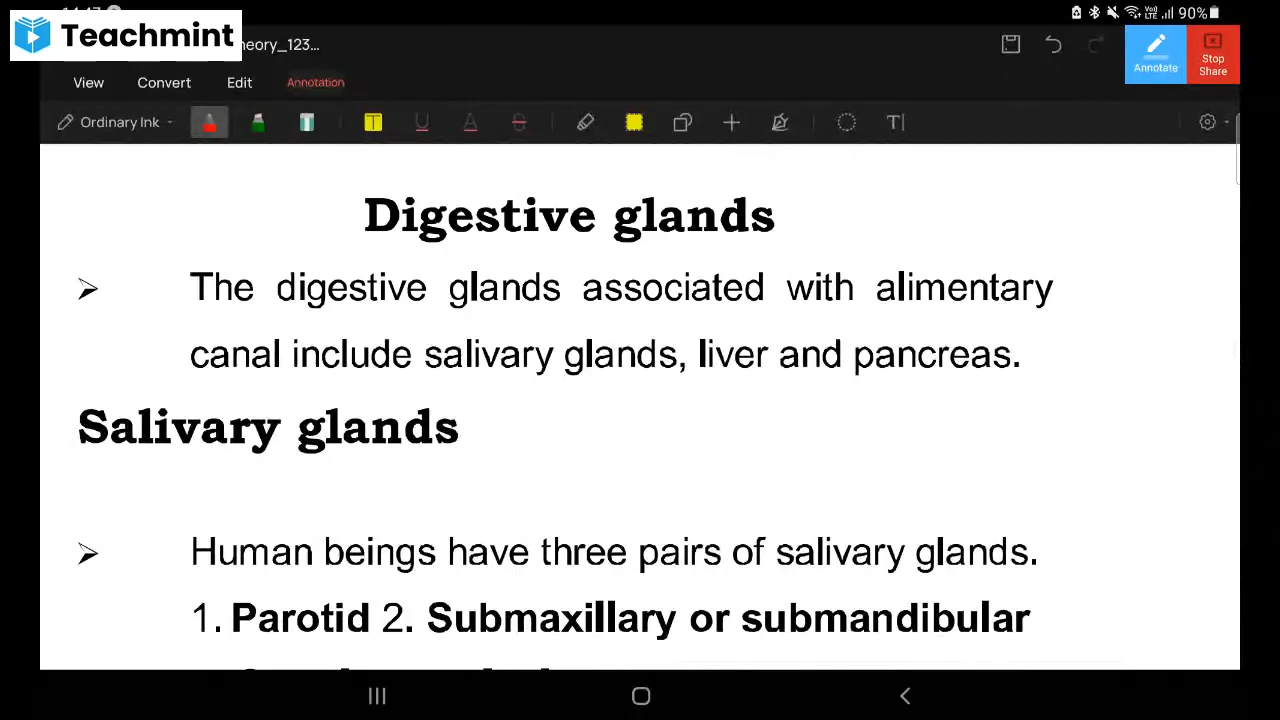 Teachmint
heory_123...
90%
Annotate
Stop
Share
View Convert Edit Annotation
Ordinary Ink
Digestive glands
➢ The digestive glands associated with alimentary
canal include salivary glands, liver and pancreas.
Salivary glands
➢ Human beings have three pairs of salivary glands.
1. Parotid 2. Submaxillary or submandibular